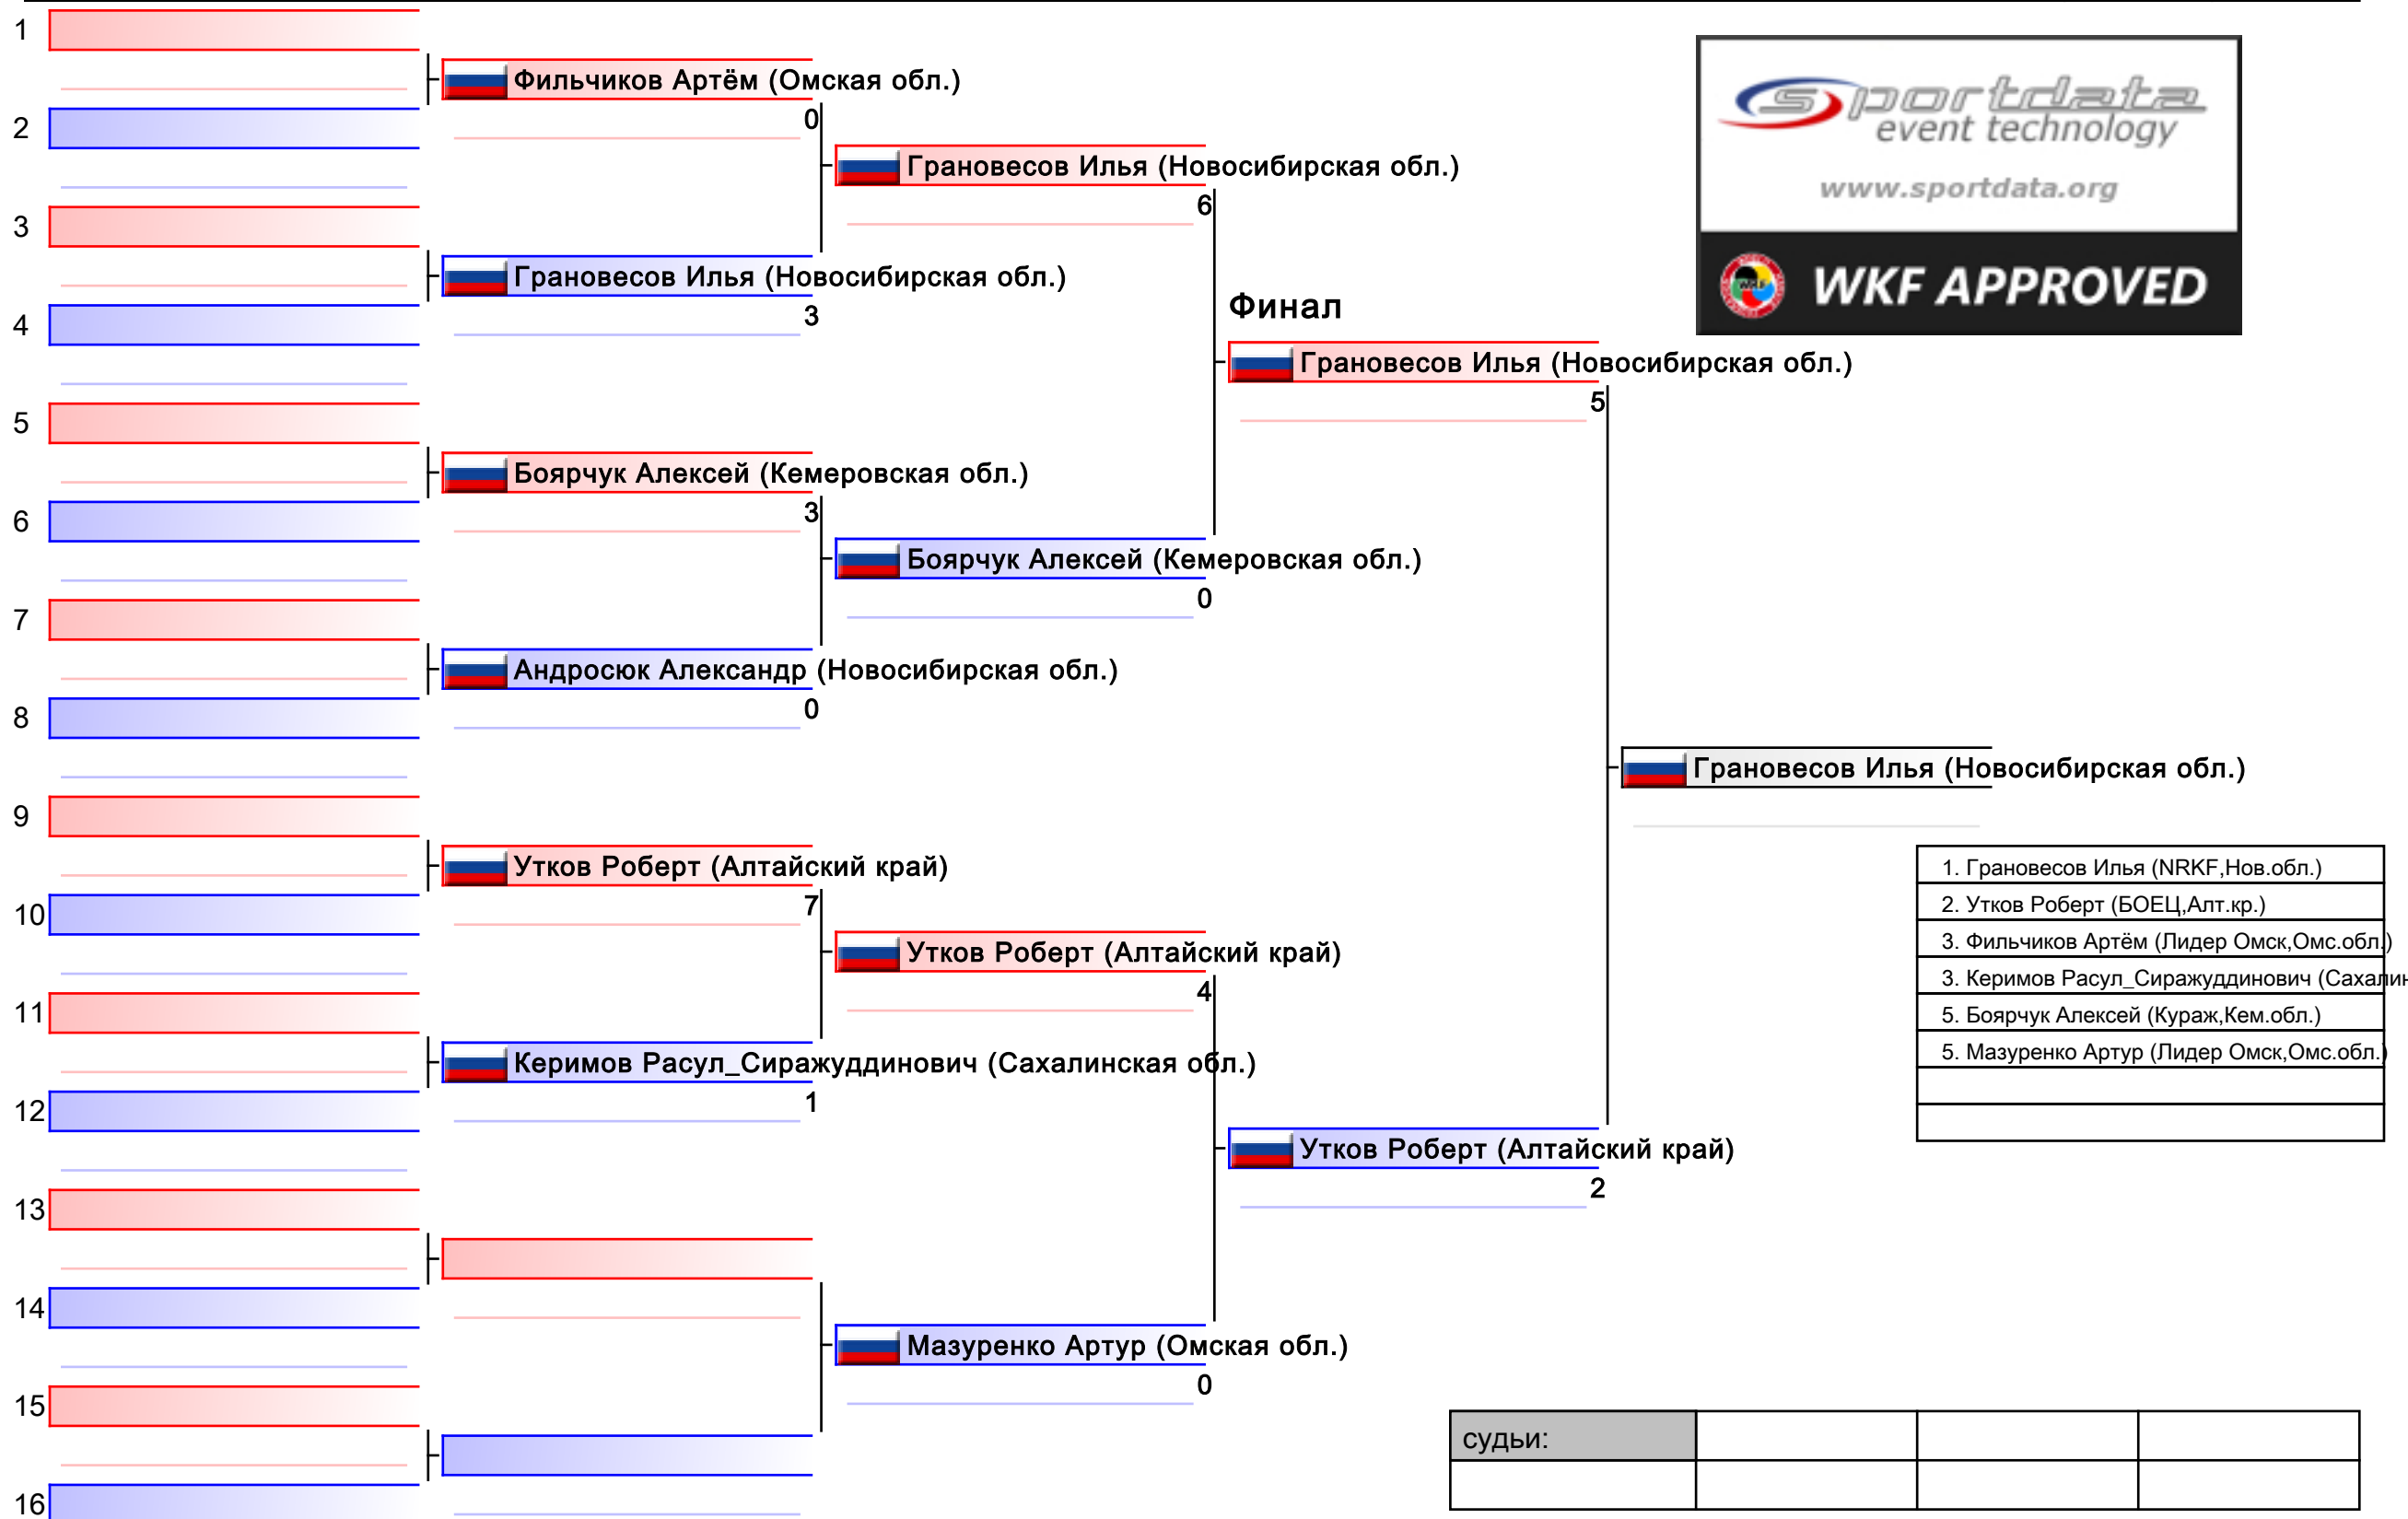 1
Фильчиков Артём (Омская обл.)
0
2
Грановесов Илья (Новосибирская обл.)
6
3
Грановесов Илья (Новосибирская обл.)
3
4
Финал
Грановесов Илья (Новосибирская обл.)
5
5
Боярчук Алексей (Кемеровская обл.)
3
6
Боярчук Алексей (Кемеровская обл.)
0
7
Андросюк Александр (Новосибирская обл.)
0
8
Грановесов Илья (Новосибирская обл.)
9
Утков Роберт (Алтайский край)
7
10
Утков Роберт (Алтайский край)
4
11
Керимов Расул_Сиражуддинович (Сахалинская обл.)
1
12
Утков Роберт (Алтайский край)
2
13
14
Мазуренко Артур (Омская обл.)
0
15
16
sportdata
event technology
www.sportdata.org
WKF
WKF APPROVED
1. Грановесов Илья (NRKF,Нов.обл.)
2. Утков Роберт (БОЕЦ,Алт.кр.)
3. Фильчиков Артём (Лидер Омск,Омс.обл.)
3. Керимов Расул_Сиражуддинович (Сахалин
5. Боярчук Алексей (Кураж,Кем.обл.)
5. Мазуренко Артур (Лидер Омск,Омс.обл.)
судьи: